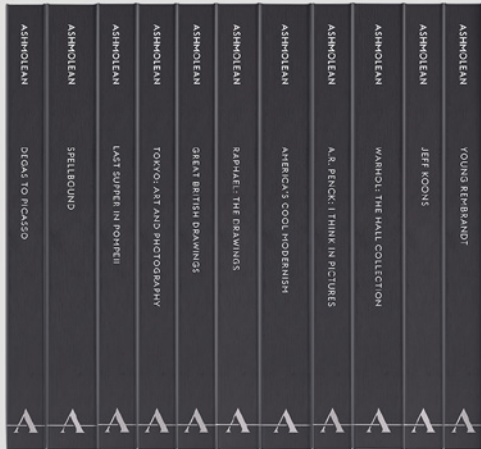 ASHMOLEAN
DEGAS TO PICASSO
A
ASHMOLEAN
SPELLBOUND
A
ASHMOLEAN
LAST SUPPER IN POMPEII
A
ASHMOLEAN
TOKYO: ART AND PHOTOGRAPHY
A
ASHMOLEAN
GREAT BRITISH DRAWINGS
A
ASHMOLEAN
RAPHAEL: THE DRAWINGS
A
ASHMOLEAN
AMERICA'S COOL MODERNISM
A
ASHMOLEAN
A.R. PENCK: I THINK IN PICTURES
A
ASHMOLEAN
WARHOL: THE HALL COLLECTION
A
ASHMOLEAN
JEFF KOONS
A
ASHMOLEAN
YOUNG REMBRANDT
A